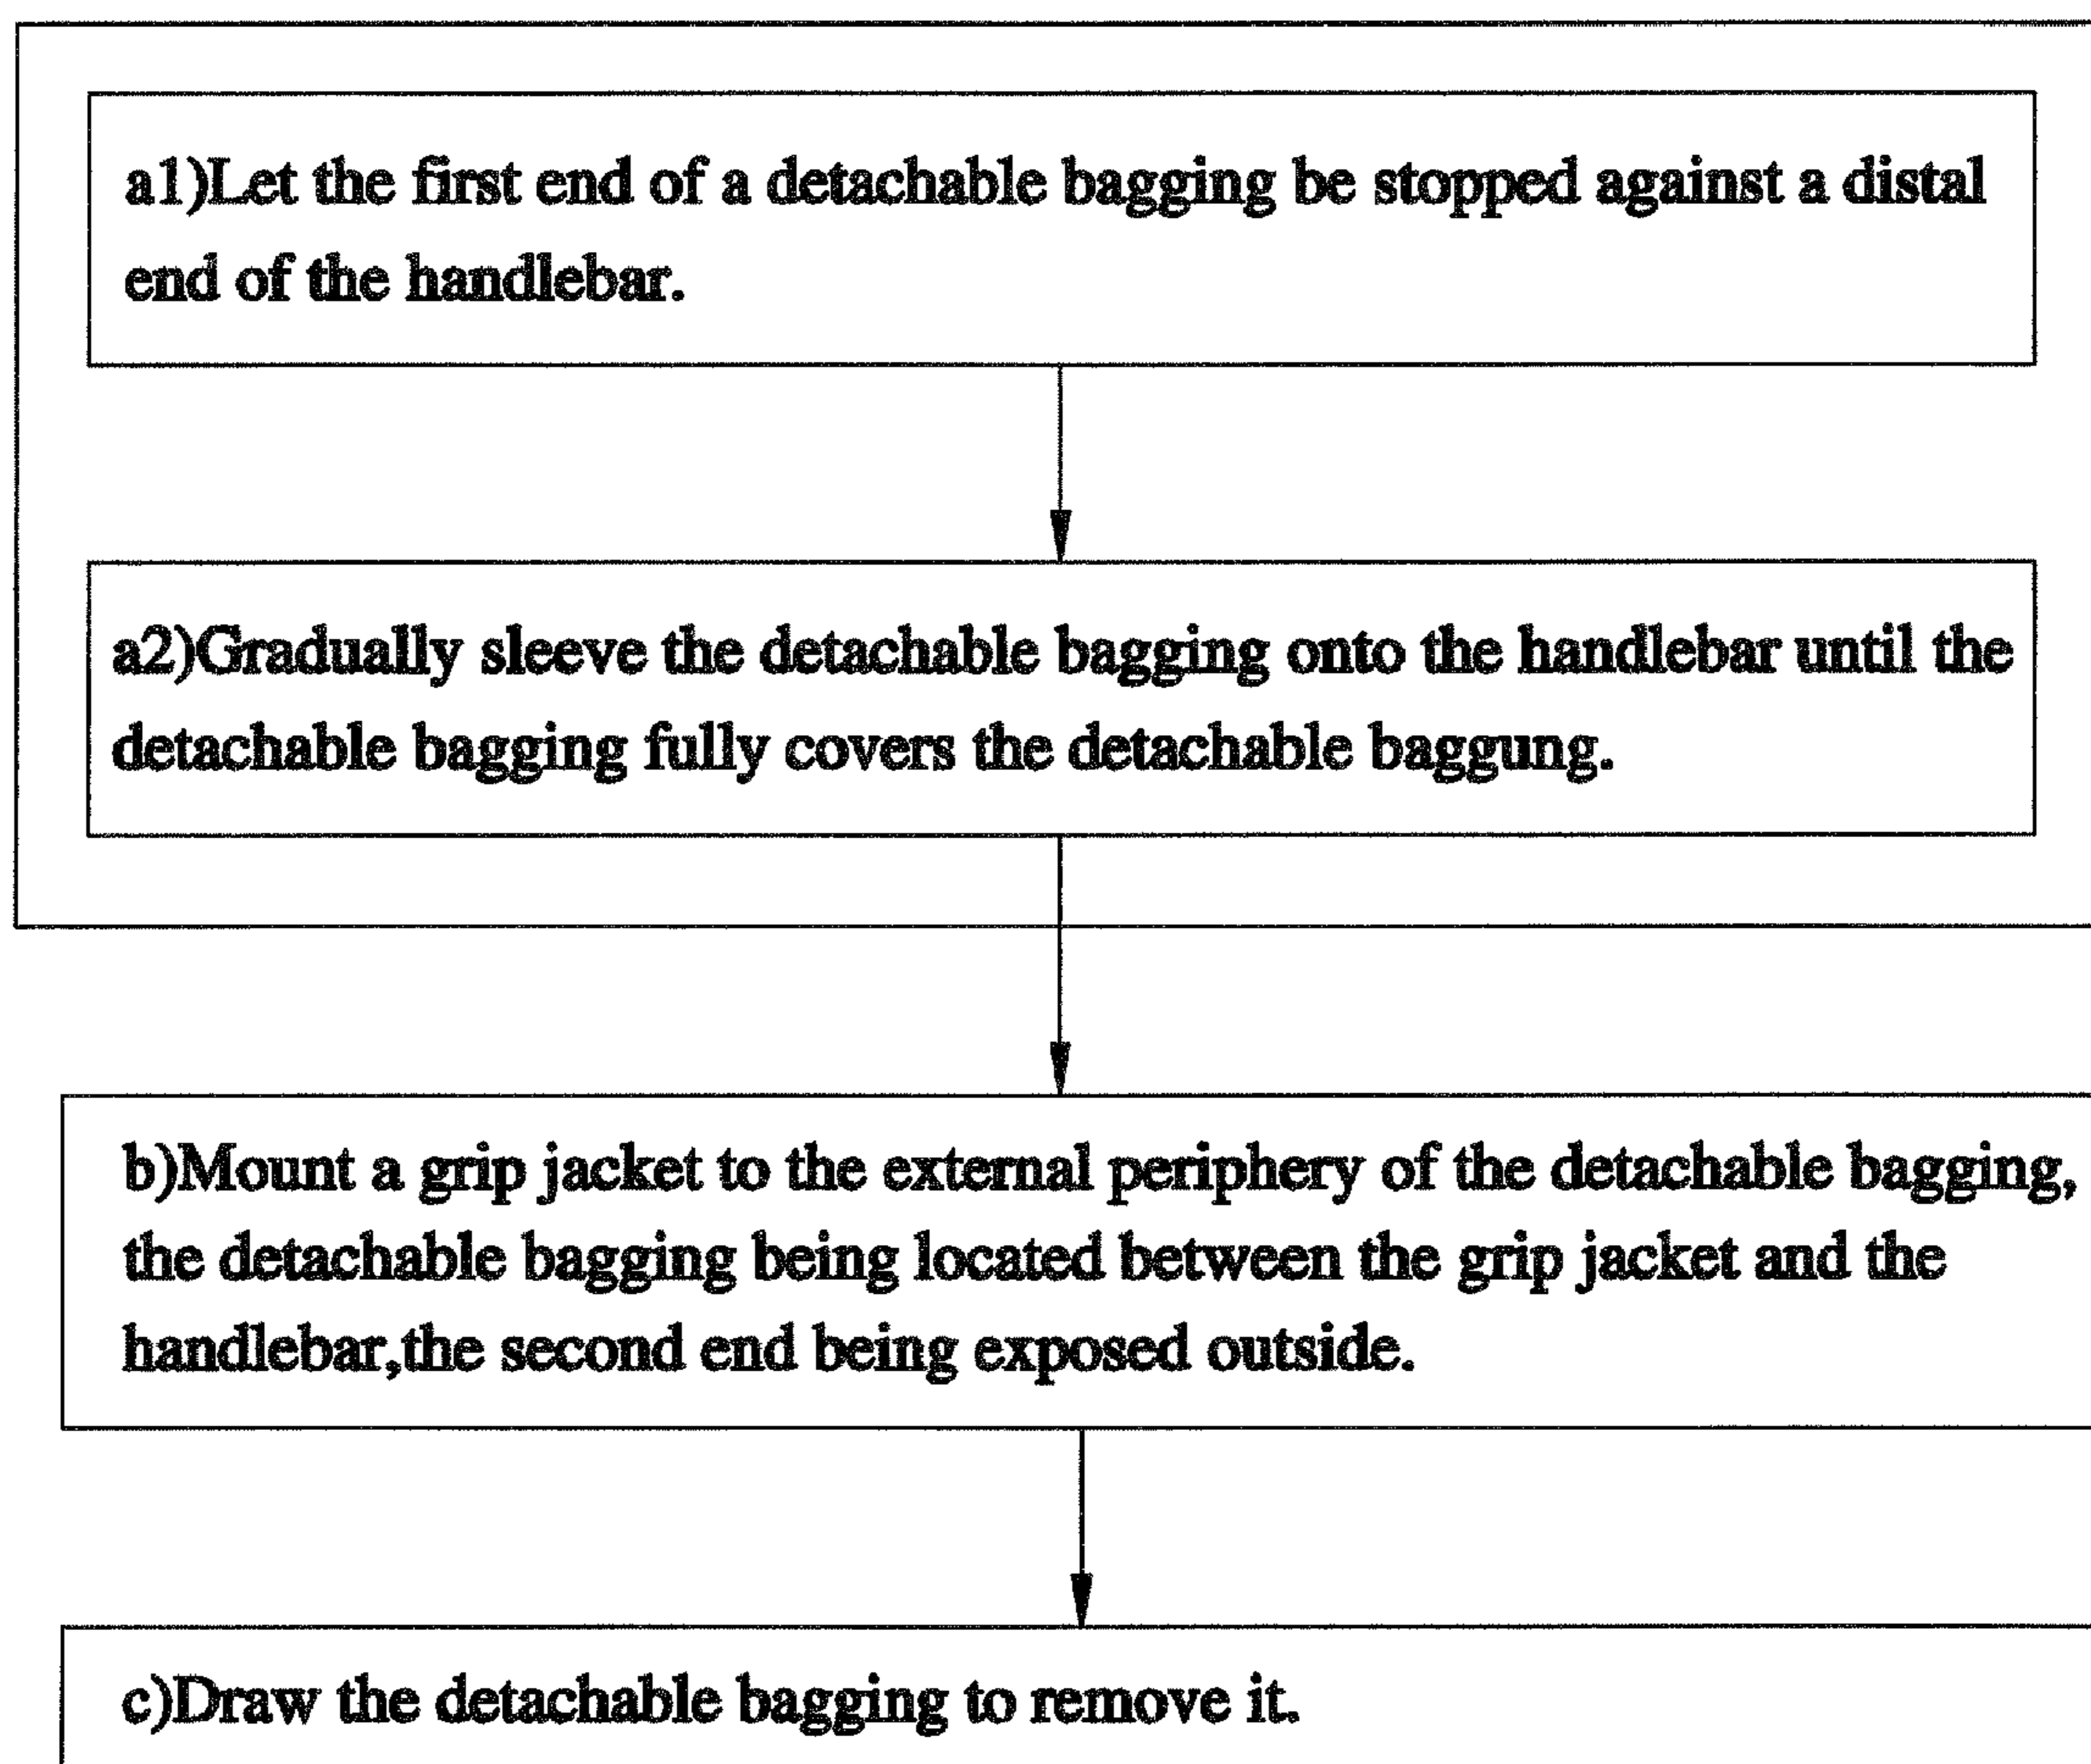 a1)Let the first end of a detachable bagging be stopped against a distal
end of the handlebar.
a2)Gradually sleeve the detachable bagging onto the handlebar until the
detachable bagging fully covers the detachable baggung.
b)Mount a grip jacket to the external periphery of the detachable bagging,
the detachable bagging being located between the grip jacket and the
handlebar,the second end being exposed outside.
c)Draw the detachable bagging to remove it.